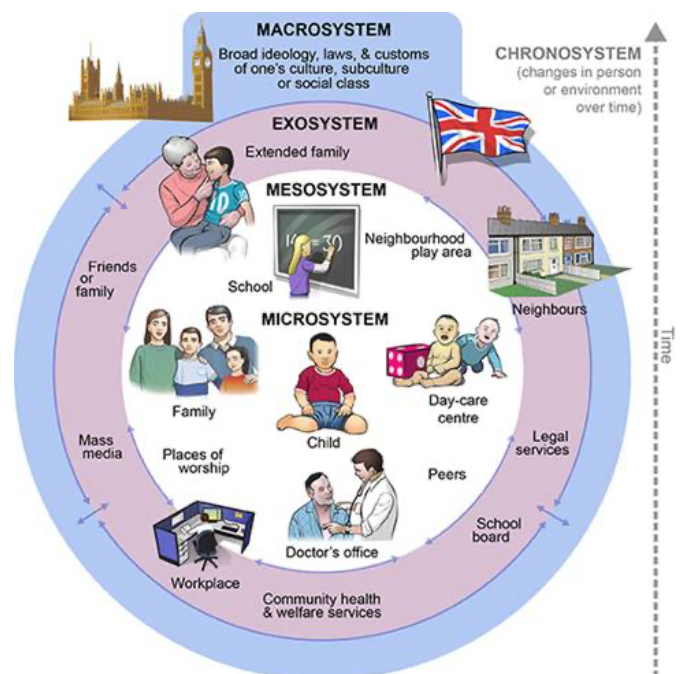 MACROSYSTEM
Broad ideology, laws, & customs
of one's culture, subculture
or social class
CHRONOSYSTEM
(changes in person
or environment
over time)
EXOSYSTEM
Extended family
MESOSYSTEM
Neighbourhood
play area
School
Friends
or
family
Neighbours
MICROSYSTEM
Time
Family
Child
Day-care
centre
Mass
media
Places of
worship
Peers
Legal
services
School
board
Doctor's office
Workplace
Community health
& welfare services
10